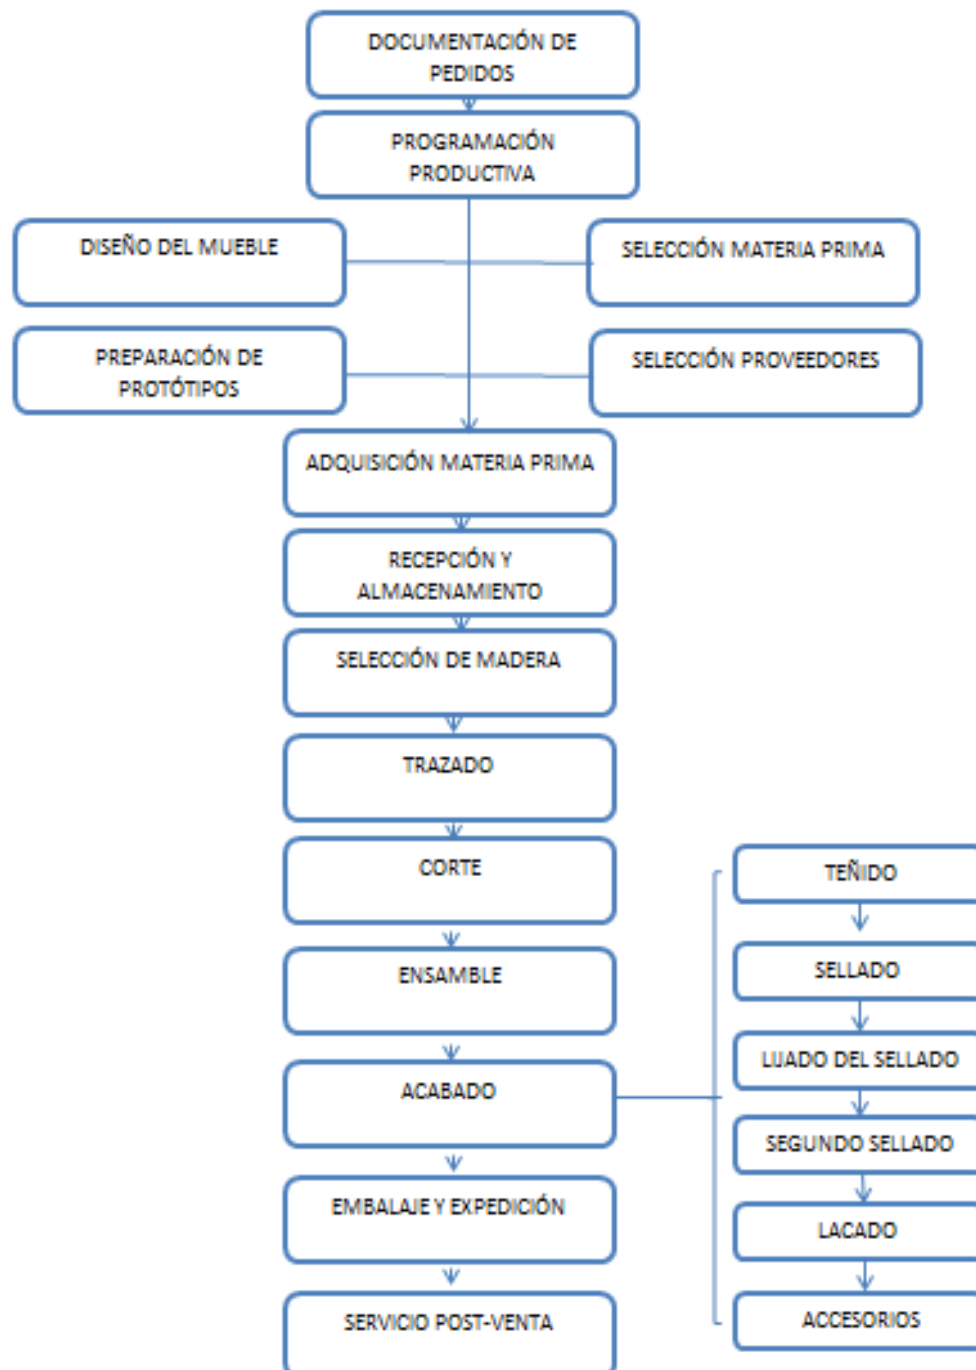 DOCUMENTACIÓN DE
PEDIDOS
PROGRAMACIÓN
PRODUCTIVA
DISEÑO DEL MUEBLE
SELECCIÓN MATERIA PRIMA
PREPARACIÓN DE
PROTÓTIPOS
SELECCIÓN PROVEEDORES
ADQUISICIÓN MATERIA PRIMA
RECEPCIÓN Y
ALMACENAMIENTO
SELECCIÓN DE MADERA
TRAZADO
CORTE
ENSAMBLE
ACABADO
EMBALAJE Y EXPEDICIÓN
SERVICIO POST-VENTA
TEÑIDO
SELLADO
LIJADO DEL SELLADO
SEGUNDO SELLADO
LACADO
ACCESORIOS